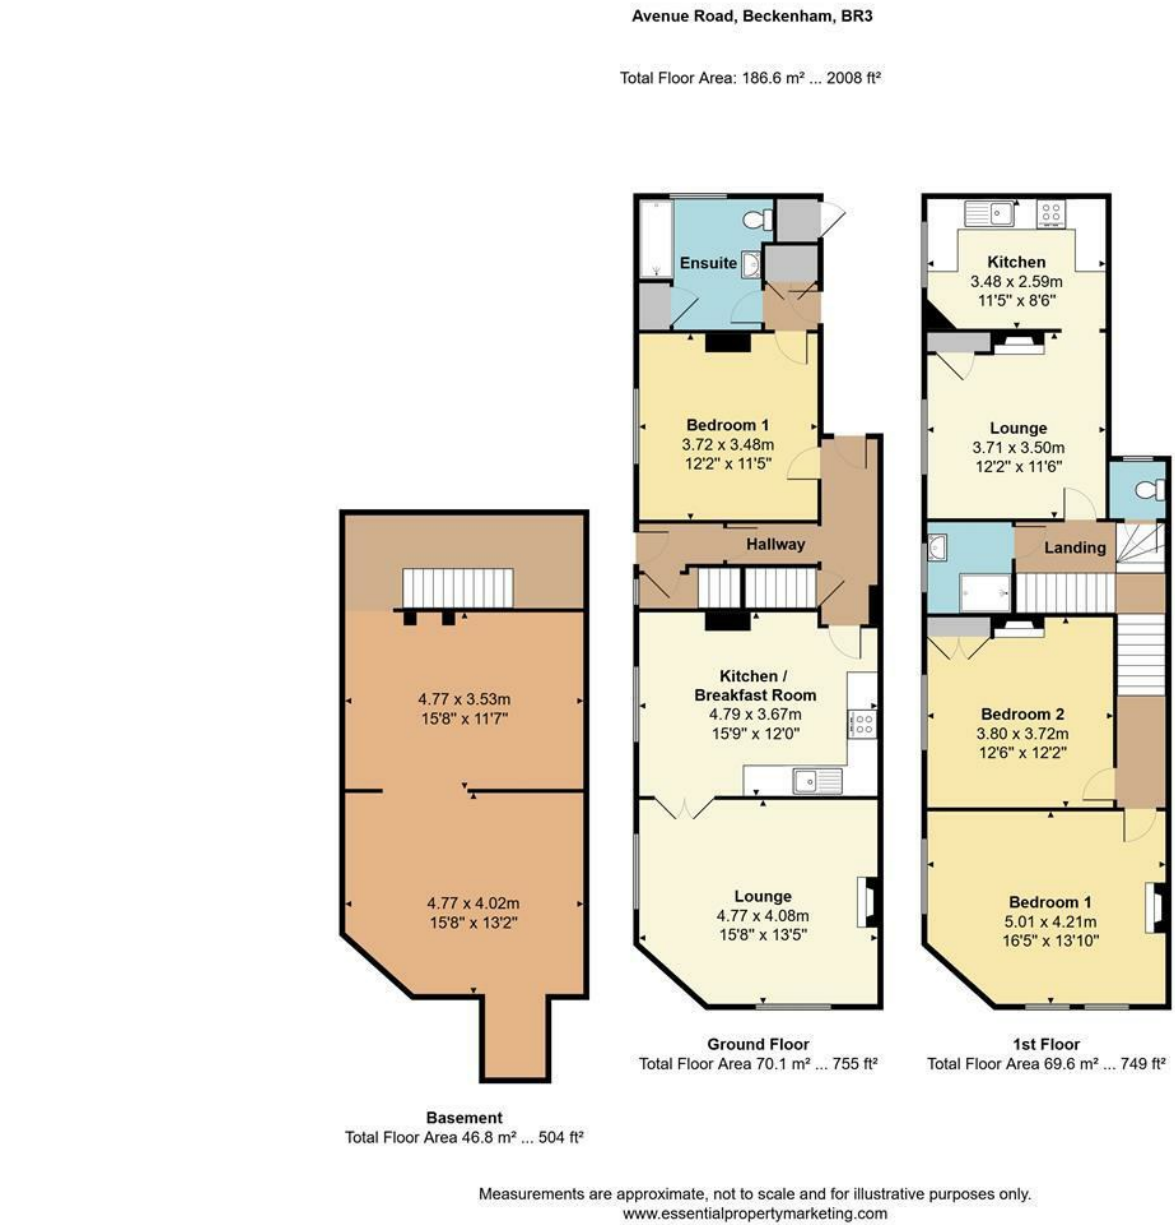 Avenue Road, Beckenham, BR3
Total Floor Area: 186.6 m² ... 2008 ft²
Ensuite
Bedroom 1
3.72 x 3.48m
12'2" x 11'5"
Hallway
Kitchen /
Breakfast Room
4.79 x 3.67m
15'9" x 12'0"
Lounge
4.77 x 4.08m
15'8" x 13'5"
Ground Floor
Total Floor Area 70.1 m² ... 755 ft²
Kitchen
3.48 x 2.59m
11'5" x 8'6"
Lounge
3.71 x 3.50m
12'2" x 11'6"
Landing
Bedroom 2
3.80 x 3.72m
12'6" x 12'2"
Bedroom 1
5.01 x 4.21m
16'5" x 13'10"
1st Floor
Total Floor Area 69.6 m² ... 749 ft²
4.77 x 3.53m
15'8" x 11'7"
4.77 x 4.02m
15'8" x 13'2"
Basement
Total Floor Area 46.8 m² ... 504 ft²
Measurements are approximate, not to scale and for illustrative purposes only.
www.essentialpropertymarketing.com